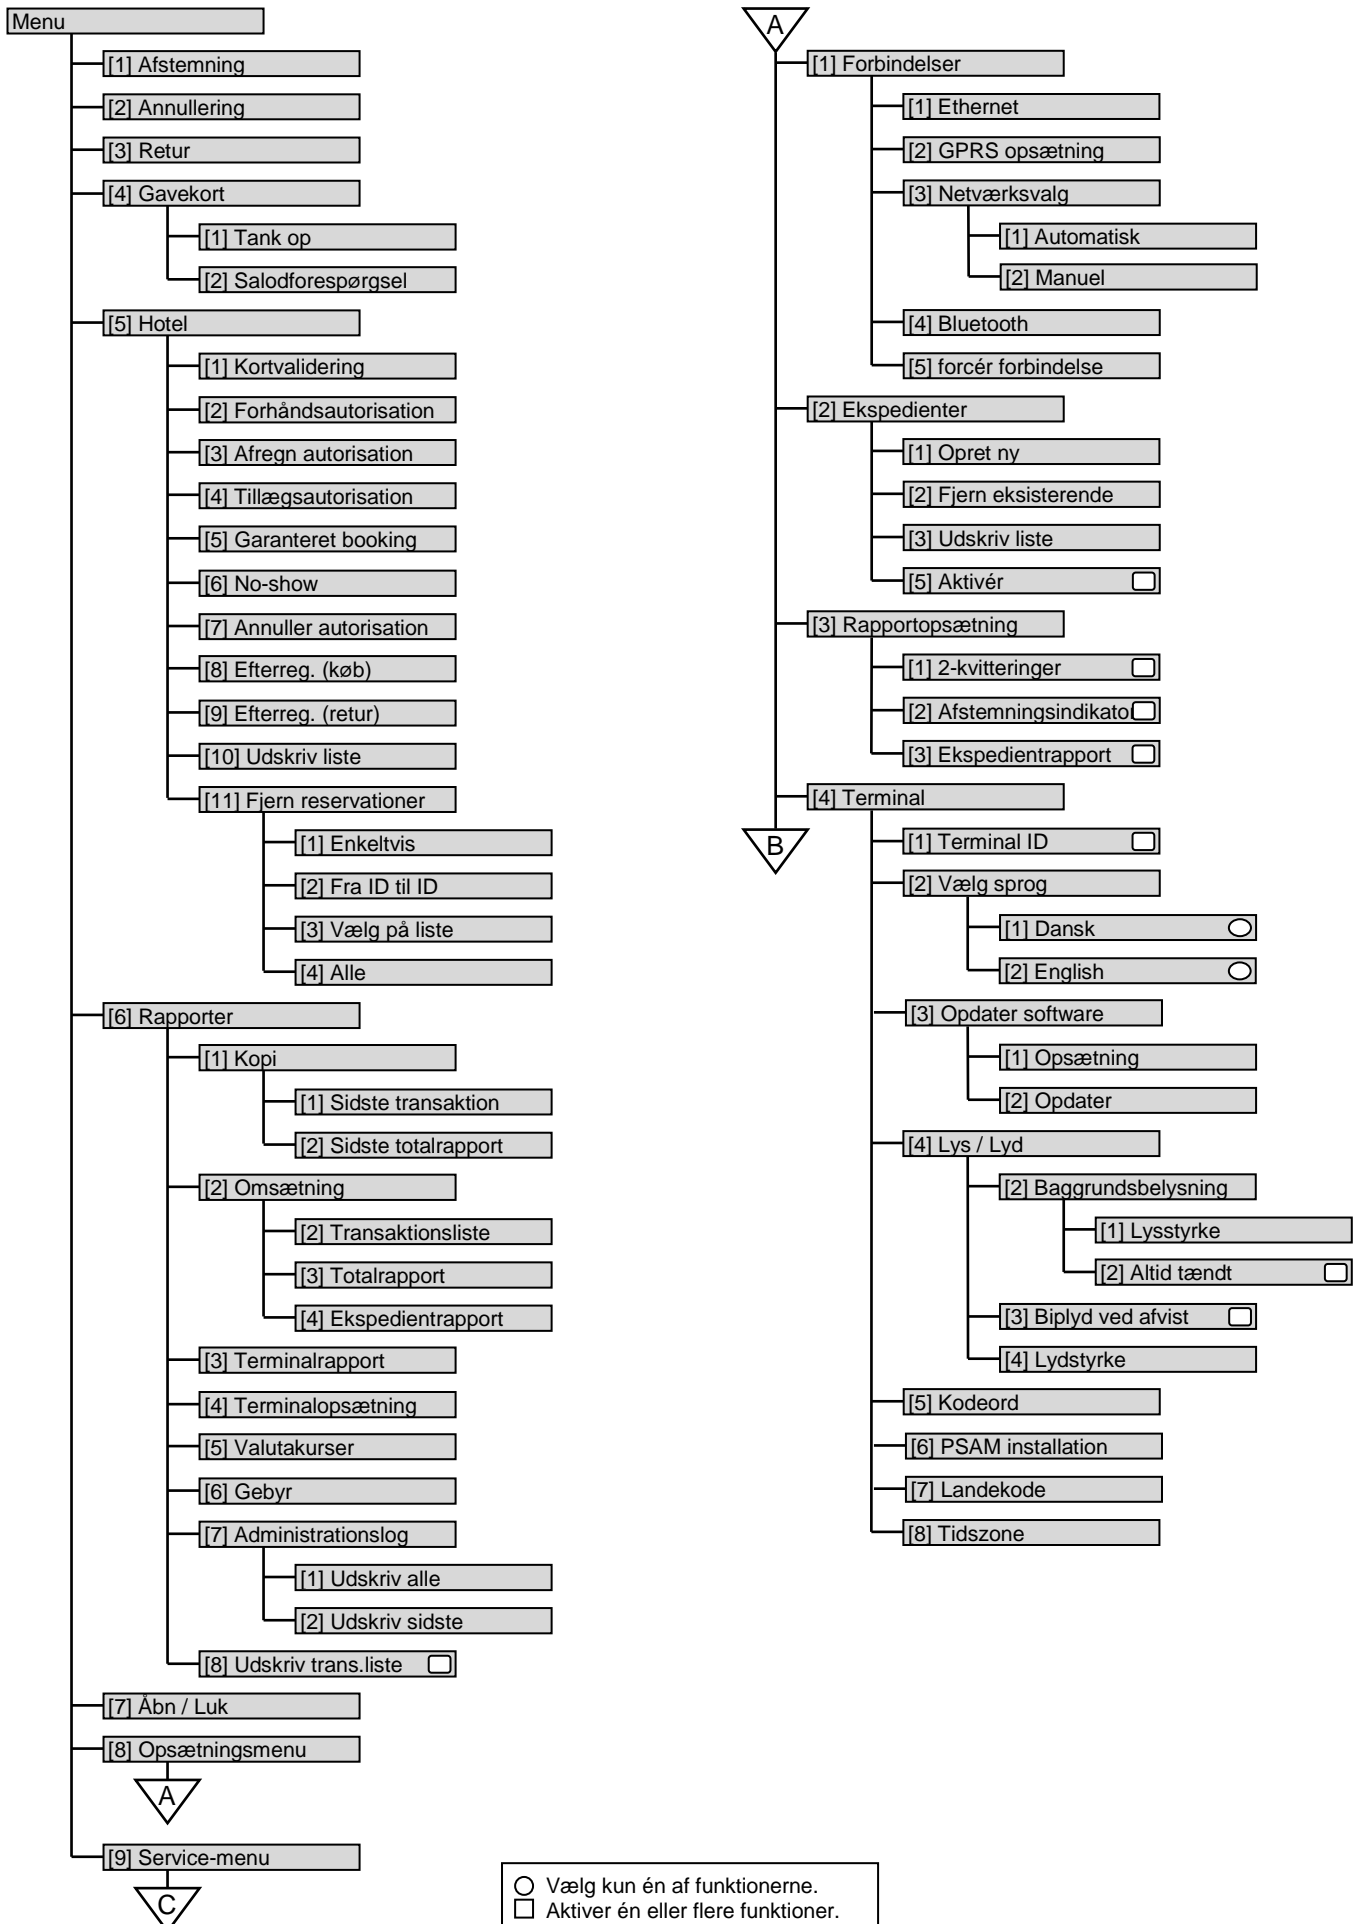 Menu
[1] Afstemning
[2] Annullering
[3] Retur
[4] Gavekort
[1] Tank op
[2] Salodforespørgsel
[5] Hotel
[1] Kortvalidering
[2] Forhåndsautorisation
[3] Afregn autorisation
[4] Tillægsautorisation
[5] Garanteret booking
[6] No-show
[7] Annuller autorisation
[8] Efterreg. (køb)
[9] Efterreg. (retur)
[10] Udskriv liste
[11] Fjern reservationer
[1] Enkeltvis
[2] Fra ID til ID
[3] Vælg på liste
[4] Alle
[6] Rapporter
[1] Kopi
[1] Sidste transaktion
[2] Sidste totalrapport
[2] Omsætning
[2] Transaktionsliste
[3] Totalrapport
[4] Ekspedientrapport
[3] Terminalrapport
[4] Terminalopsætning
[5] Valutakurser
[6] Gebyr
[7] Administrationslog
[1] Udskriv alle
[2] Udskriv sidste
[8] Udskriv trans.liste
[7] Åbn / Luk
[8] Opsætningsmenu
A
[9] Service-menu
C
A
[1] Forbindelser
[1] Ethernet
[2] GPRS opsætning
[3] Netværksvalg
[1] Automatisk
[2] Manuel
[4] Bluetooth
[5] forcér forbindelse
[2] Ekspedienter
[1] Opret ny
[2] Fjern eksisterende
[3] Udskriv liste
[5] Aktivér
[3] Rapportopsætning
[1] 2-kvitteringer
[2] Afstemningsindikator
[3] Ekspedientrapport
[4] Terminal
B
[1] Terminal ID
[2] Vælg sprog
[1] Dansk
[2] English
[3] Opdater software
[1] Opsætning
[2] Opdater
[4] Lys / Lyd
[2] Baggrundsbelysning
[1] Lysstyrke
[2] Altid tændt
[3] Biplyd ved afvist
[4] Lydstyrke
[5] Kodeord
[6] PSAM installation
[7] Landekode
[8] Tidszone
Vælg kun én af funktionerne.
Aktiver én eller flere funktioner.